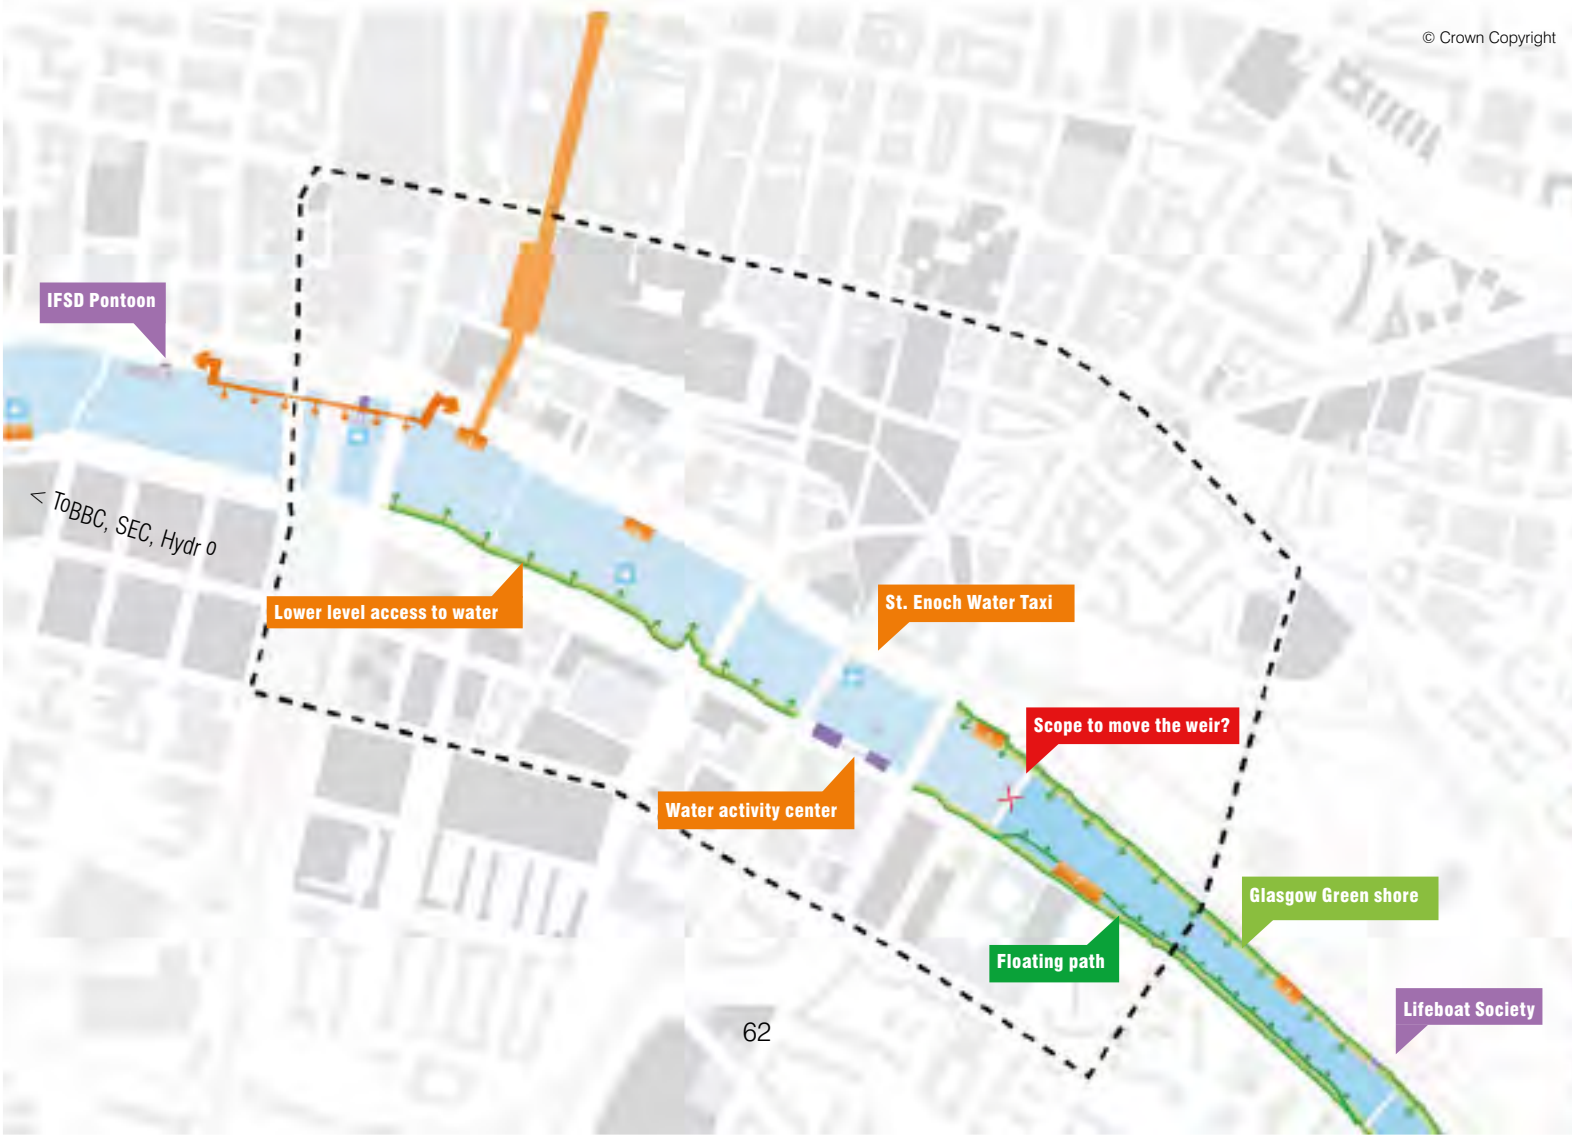 © Crown Copyright
IFSD Pontoon
< ToBBC, SEC, Hydr o
Lower level access to water
St. Enoch Water Taxi
Scope to move the weir?
Water activity center
Glasgow Green shore
Floating path
Lifeboat Society
62